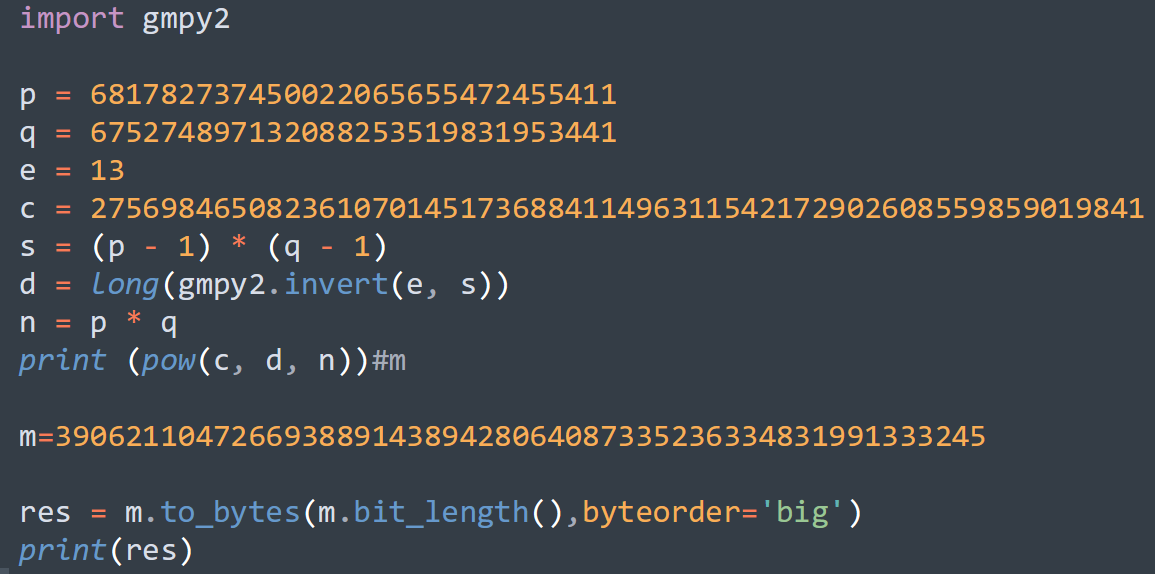 import gmpy2
p = 681782737450022065655472455411
q = 675274897132088253519831953441
e = 13
c = 275698465082361070145173688411496311542172902608559859019841
s = (p - 1) * (q - 1)
d = long(gmpy2.invert(e, s))
n = p * q
print (pow(c, d, n))#m
m=39062110472669388914389428064087335236334831991333245
res = m.to_bytes(m.bit_length(),byteorder='big')
print(res)